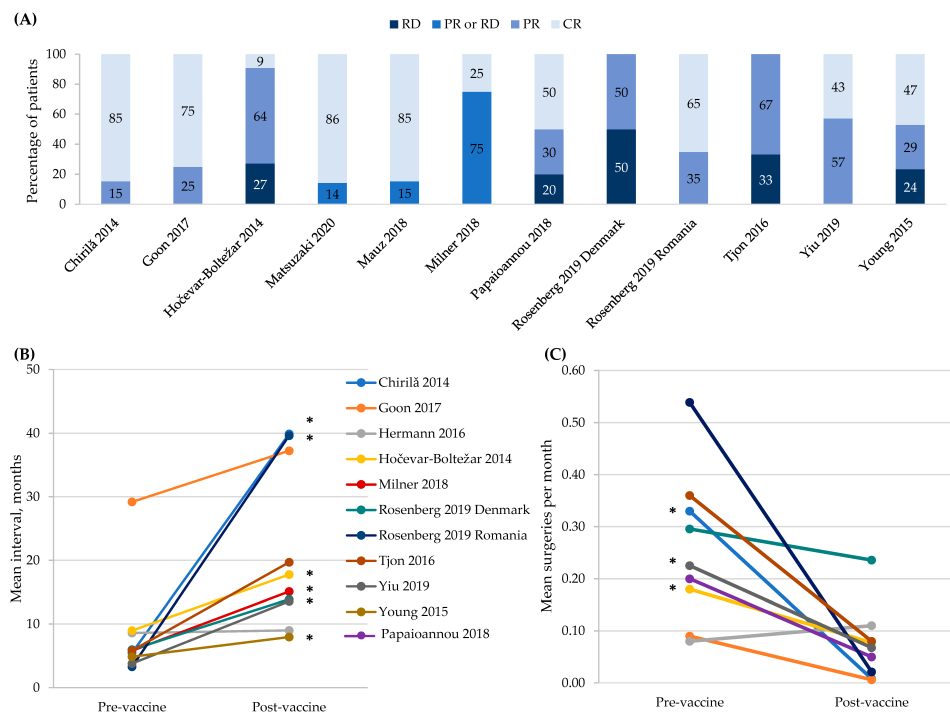 (A)
RD PR or RD PR CR
Percentage of patients
100
80
60
40
20
0
85 75 9 86 85 25 50 50 65 67 43 47
64 75 30 29
15 25 27 14 15 20 50 35 33 57 24
Chirilă 2014
Goon 2017
Hočevar-Boltežar 2014
Matsuzaki 2020
Mauz 2018
Milner 2018
Papaioannou 2018
Rosenberg 2019 Denmark
Rosenberg 2019 Romania
Tjon 2016
Yiu 2019
Young 2015
(B)
Mean interval, months
50
40
30
20
10
0
*
*
*
*
*
*
Pre-vaccine Post-vaccine
Chirilă 2014
Goon 2017
Hermann 2016
Hočevar-Boltežar 2014
Milner 2018
Rosenberg 2019 Denmark
Rosenberg 2019 Romania
Tjon 2016
Yiu 2019
Young 2015
Papaioannou 2018
(C)
Mean surgeries per month
0.60
0.50
0.40
0.30
0.20
0.10
0.00
*
*
*
Pre-vaccine Post-vaccine